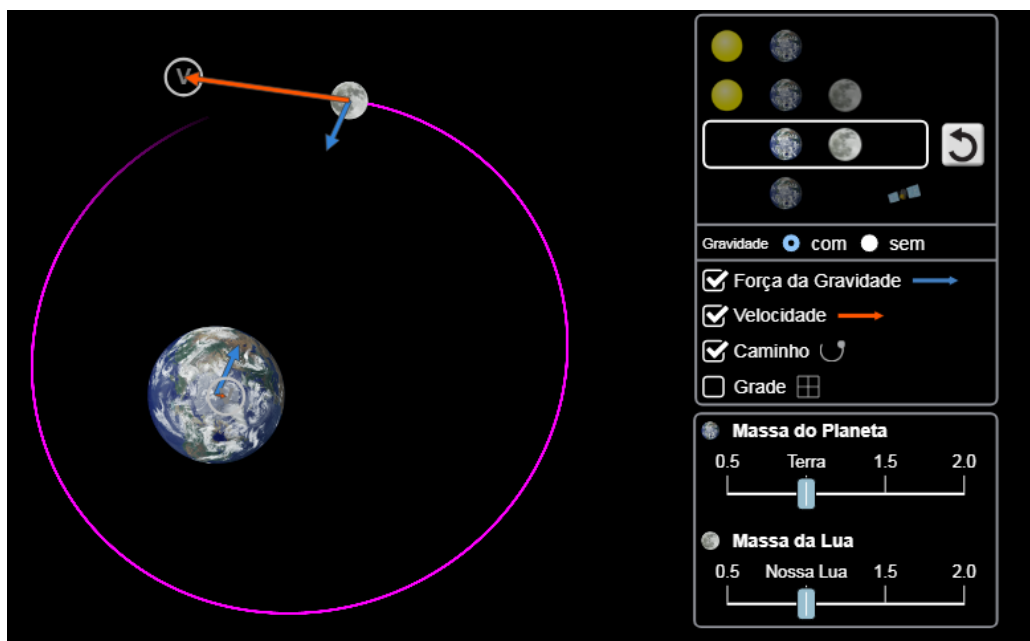 V
Gravidade com sem
Força da Gravidade
Velocidade
Caminho
Grade
Massa do Planeta
0.5 Terra 1.5 2.0
Massa da Lua
0.5 Nossa Lua 1.5 2.0